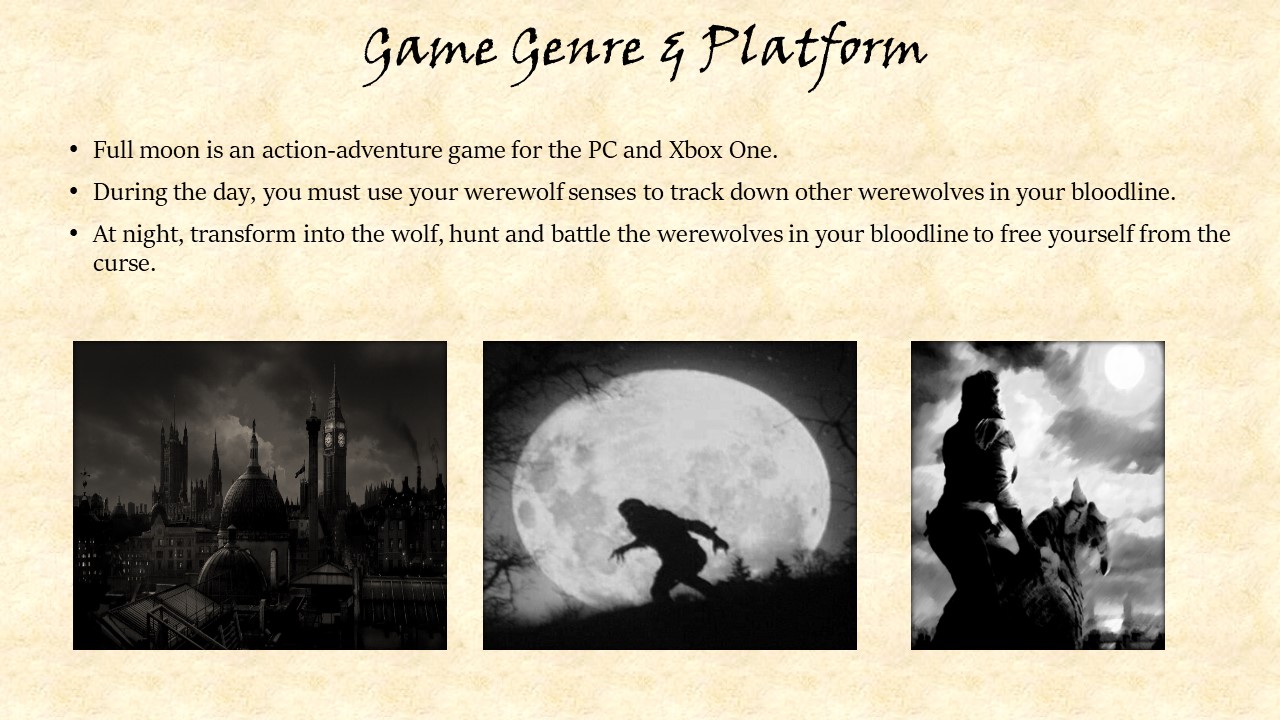 Game Genre & Platform
• Full moon is an action-adventure game for the PC and Xbox One.
• During the day, you must use your werewolf senses to track down other werewolves in your bloodline.
• At night, transform into the wolf, hunt and battle the werewolves in your bloodline to free yourself from the
curse.